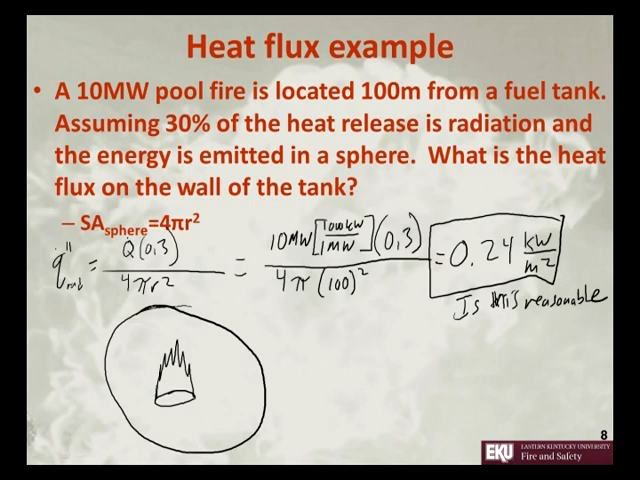 Heat flux example
• A 10MW pool fire is located 100m from a fuel tank.
Assuming 30% of the heat release is radiation and
the energy is emitted in a sphere. What is the heat
flux on the wall of the tank?
– SAsphere=4πr²
q̇"rad = Q(0,3) / 4πr² = 10MW [1000kW / 1MW] (0,3) / 4π (100)² = 0.24 kW / m²
Is this reasonable
8
EKU EASTERN KENTUCKY UNIVERSITY
Fire and Safety